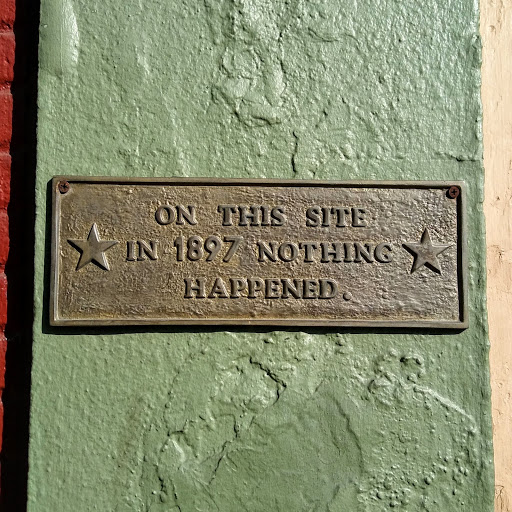 ON THIS SITE
IN 1897 NOTHING
HAPPENED.